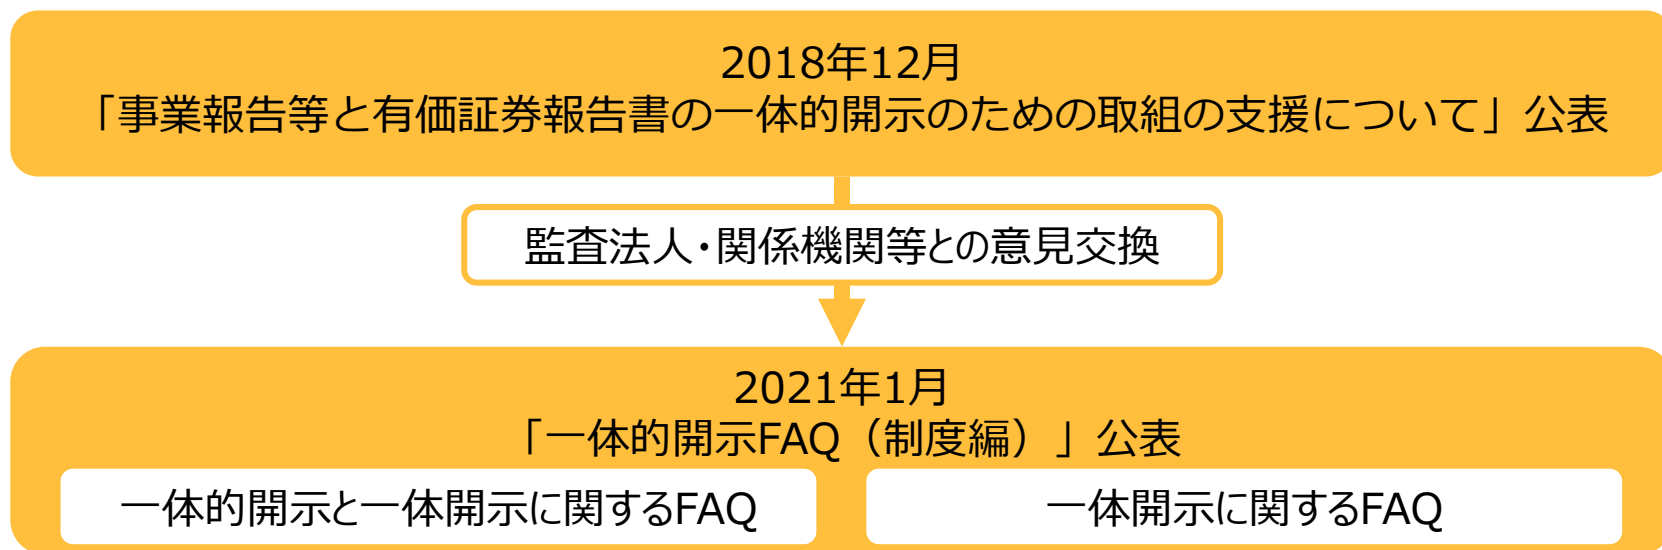 2018年12月
「事業報告等と有価証券報告書の一体的開示のための取組の支援について」公表
監査法人・関係機関等との意見交換
2021年1月
「一体的開示FAQ（制度編）」公表
一体的開示と一体開示に関するFAQ
一体開示に関するFAQ